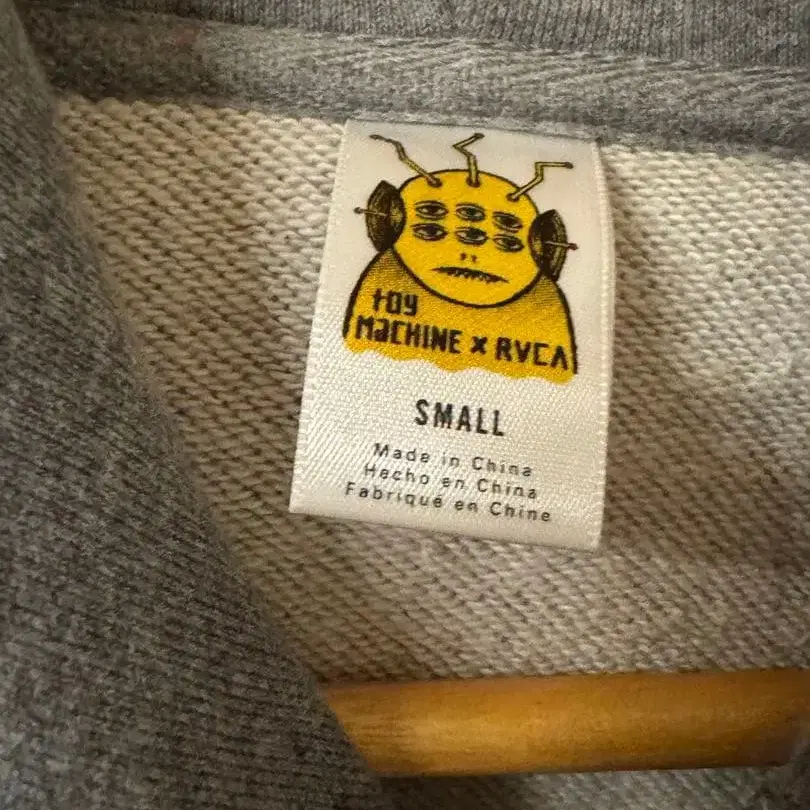 toy
MaCHINE x RVCA
SMALL
Made in China
Hecho en China
Fabriqué en Chine